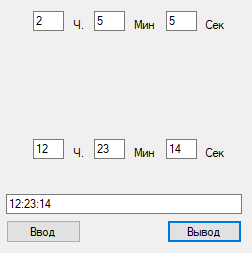 2 Ч. 5 Мин 5 Сек
12 Ч. 23 Мин 14 Сек
12:23:14
Ввод Вывод